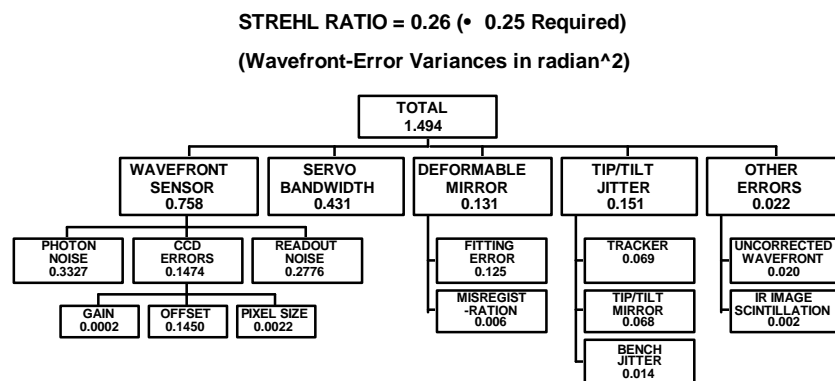 STREHL RATIO = 0.26 (• 0.25 Required)
(Wavefront-Error Variances in radian^2)
TOTAL
1.494
WAVEFRONT
SENSOR
0.758
SERVO
BANDWIDTH
0.431
DEFORMABLE
MIRROR
0.131
TIP/TILT
JITTER
0.151
OTHER
ERRORS
0.022
PHOTON
NOISE
0.3327
CCD
ERRORS
0.1474
READOUT
NOISE
0.2776
GAIN
0.0002
OFFSET
0.1450
PIXEL SIZE
0.0022
FITTING
ERROR
0.125
MISREGIST
-RATION
0.006
TRACKER
0.069
TIP/TILT
MIRROR
0.068
BENCH
JITTER
0.014
UNCORRECTED
WAVEFRONT
0.020
IR IMAGE
SCINTILLATION
0.002